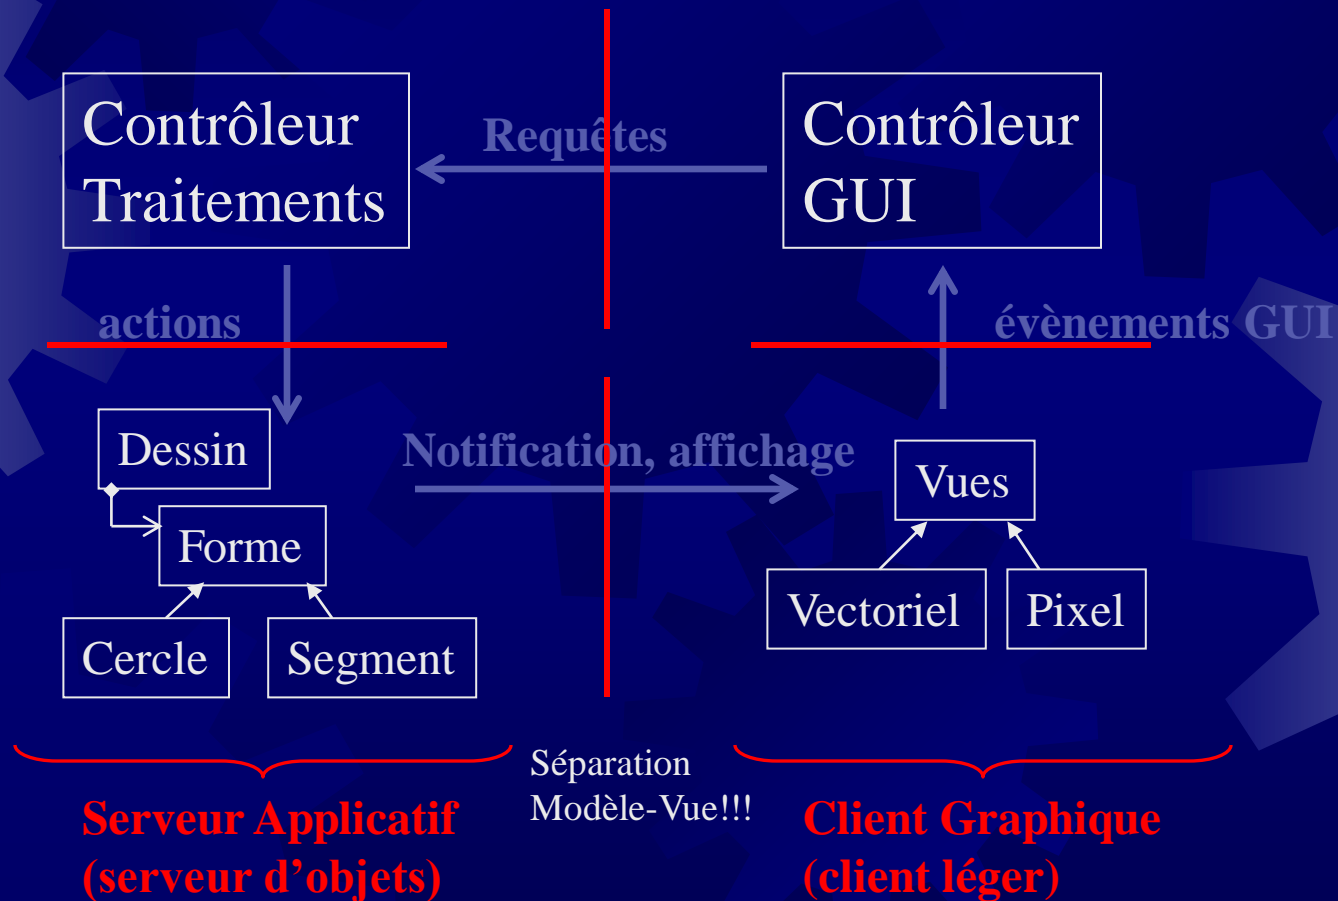 Contrôleur
Traitements
Requêtes
Contrôleur
GUI
actions
évènements GUI
Dessin
Notification, affichage
Vues
Forme
Vectoriel
Pixel
Cercle
Segment
Séparation
Modèle-Vue!!!
Serveur Applicatif
(serveur d’objets)
Client Graphique
(client léger)